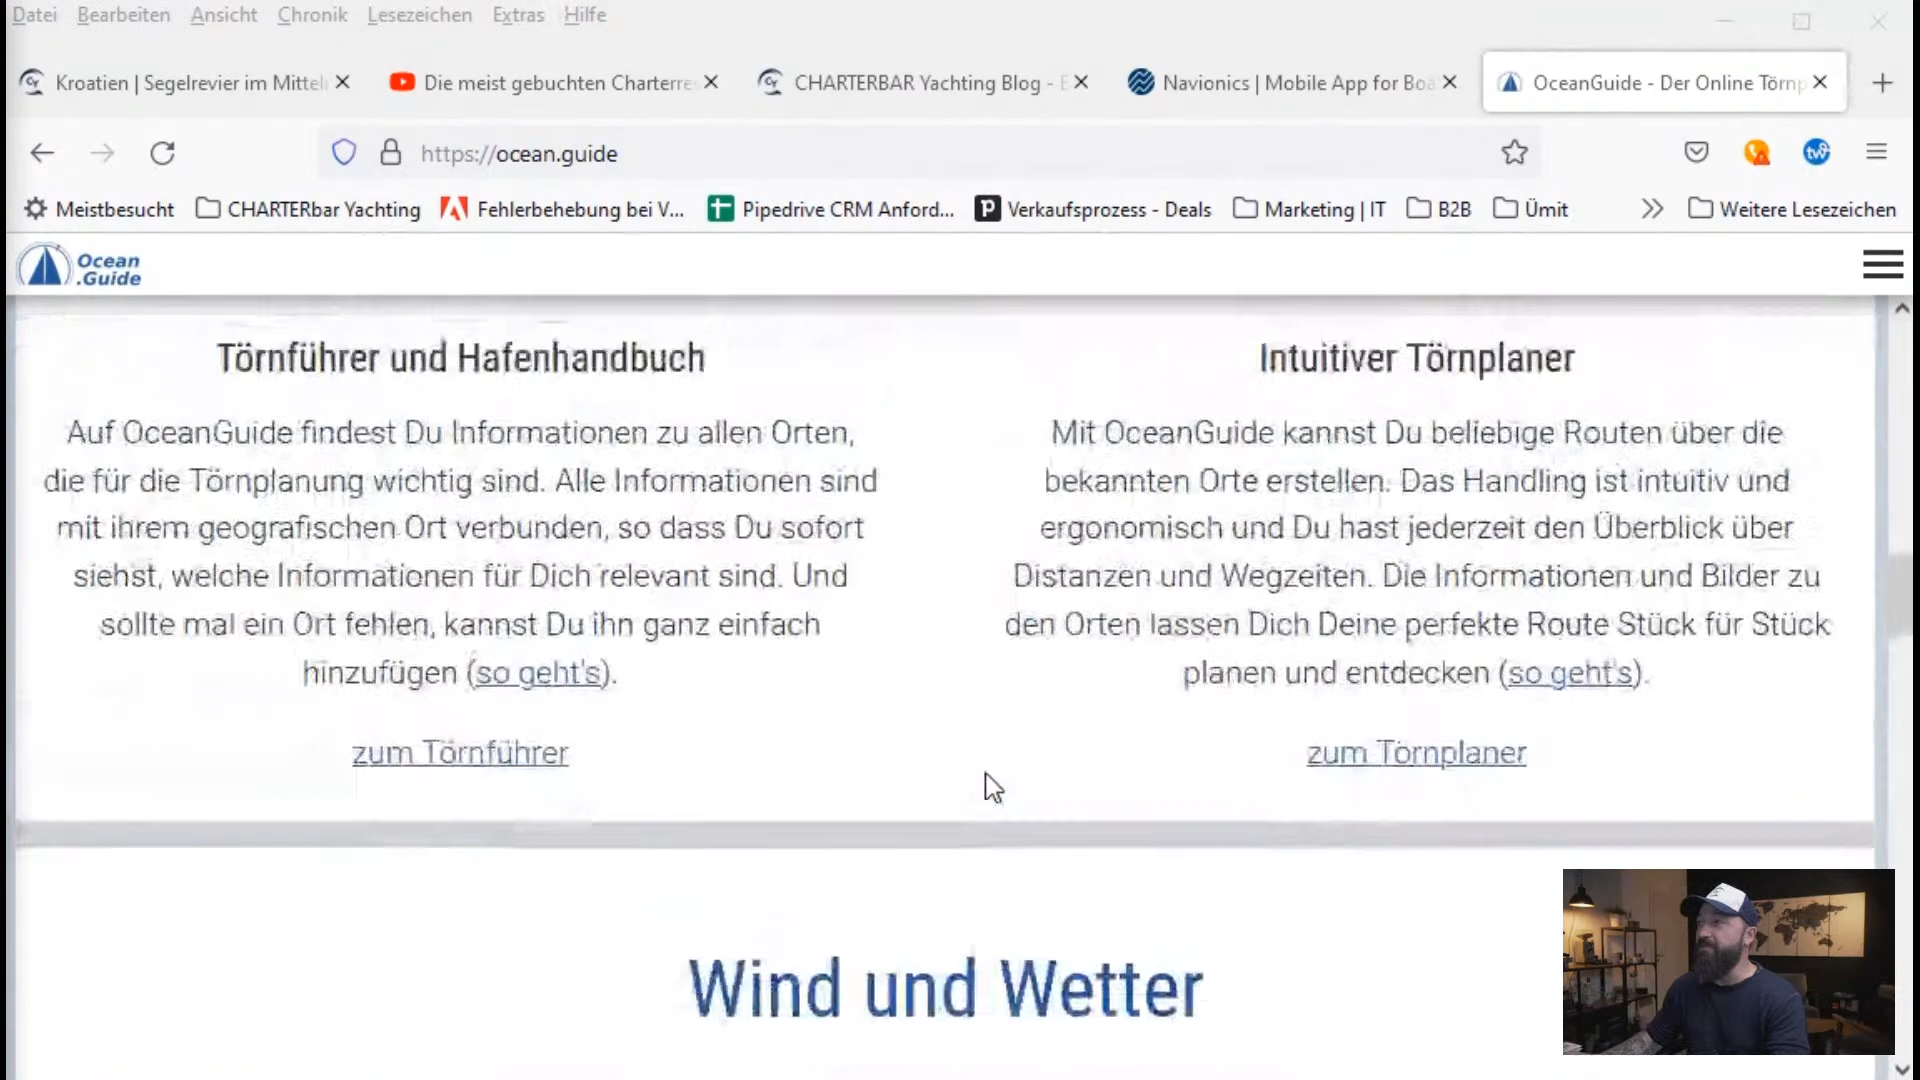 Datei Bearbeiten Ansicht Chronik Lesezeichen Extras Hilfe
Kroatien | Segelrevier im Mittel Die meist gebuchten Charterre CHARTERBAR Yachting Blog - E Navionics | Mobile App for Boa OceanGuide - Der Online Törnp
https://ocean.guide
Meistbesucht CHARTERbar Yachting Fehlerbehebung bei V... Pipedrive CRM Anford... Verkaufsprozess - Deals Marketing | IT B2B Ümit Weitere Lesezeichen
Ocean
.Guide
Törnführer und Hafenhandbuch
Auf OceanGuide findest Du Informationen zu allen Orten,
die für die Törnplanung wichtig sind. Alle Informationen sind
mit ihrem geografischen Ort verbunden, so dass Du sofort
siehst, welche Informationen für Dich relevant sind. Und
sollte mal ein Ort fehlen, kannst Du ihn ganz einfach
hinzufügen (so geht's).
zum Törnführer
Intuitiver Törnplaner
Mit OceanGuide kannst Du beliebige Routen über die
bekannten Orte erstellen. Das Handling ist intuitiv und
ergonomisch und Du hast jederzeit den Überblick über
Distanzen und Wegzeiten. Die Informationen und Bilder zu
den Orten lassen Dich Deine perfekte Route Stück für Stück
planen und entdecken (so geht's).
zum Törnplaner
Wind und Wetter